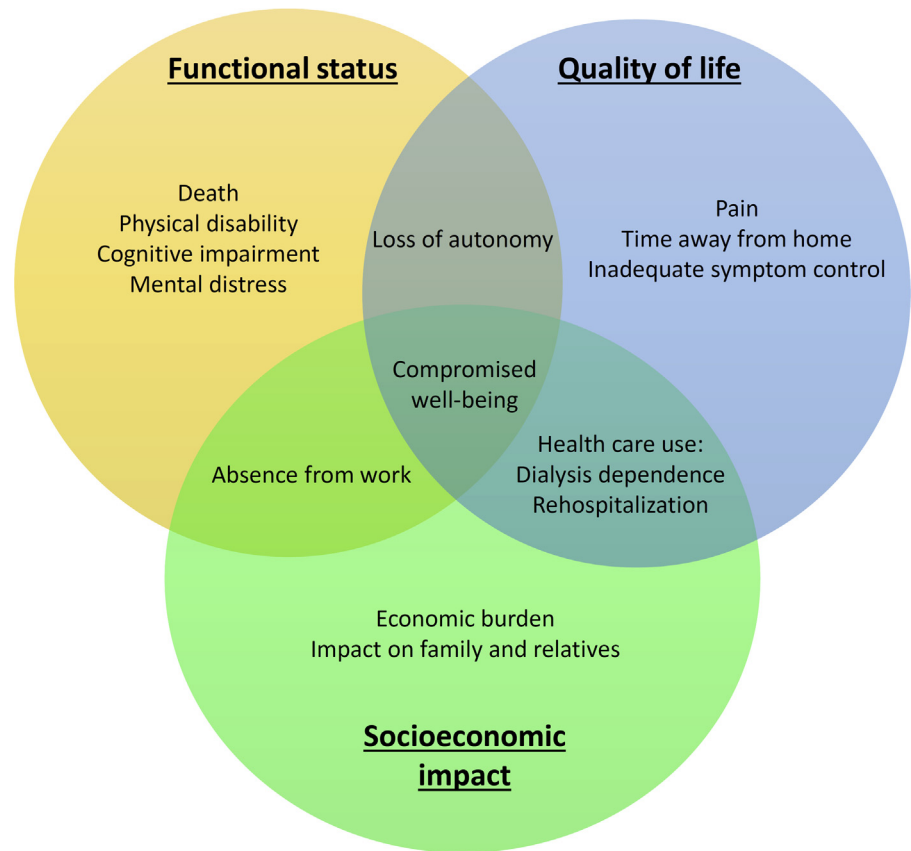 Functional status
Quality of life
Death
Physical disability
Cognitive impairment
Mental distress
Loss of autonomy
Pain
Time away from home
Inadequate symptom control
Compromised
well-being
Absence from work
Health care use:
Dialysis dependence
Rehospitalization
Economic burden
Impact on family and relatives
Socioeconomic
impact